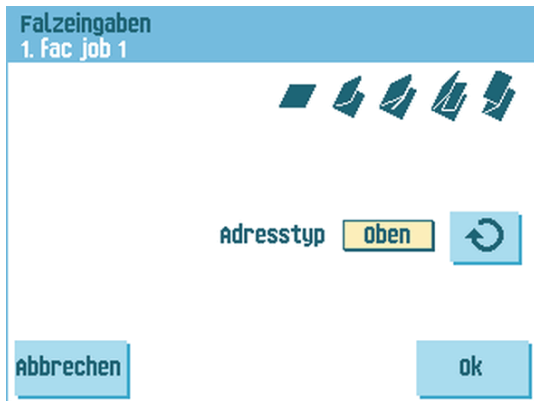 Falzeingaben
1. Fac job 1
Adresstyp oben
Abbrechen
Ok